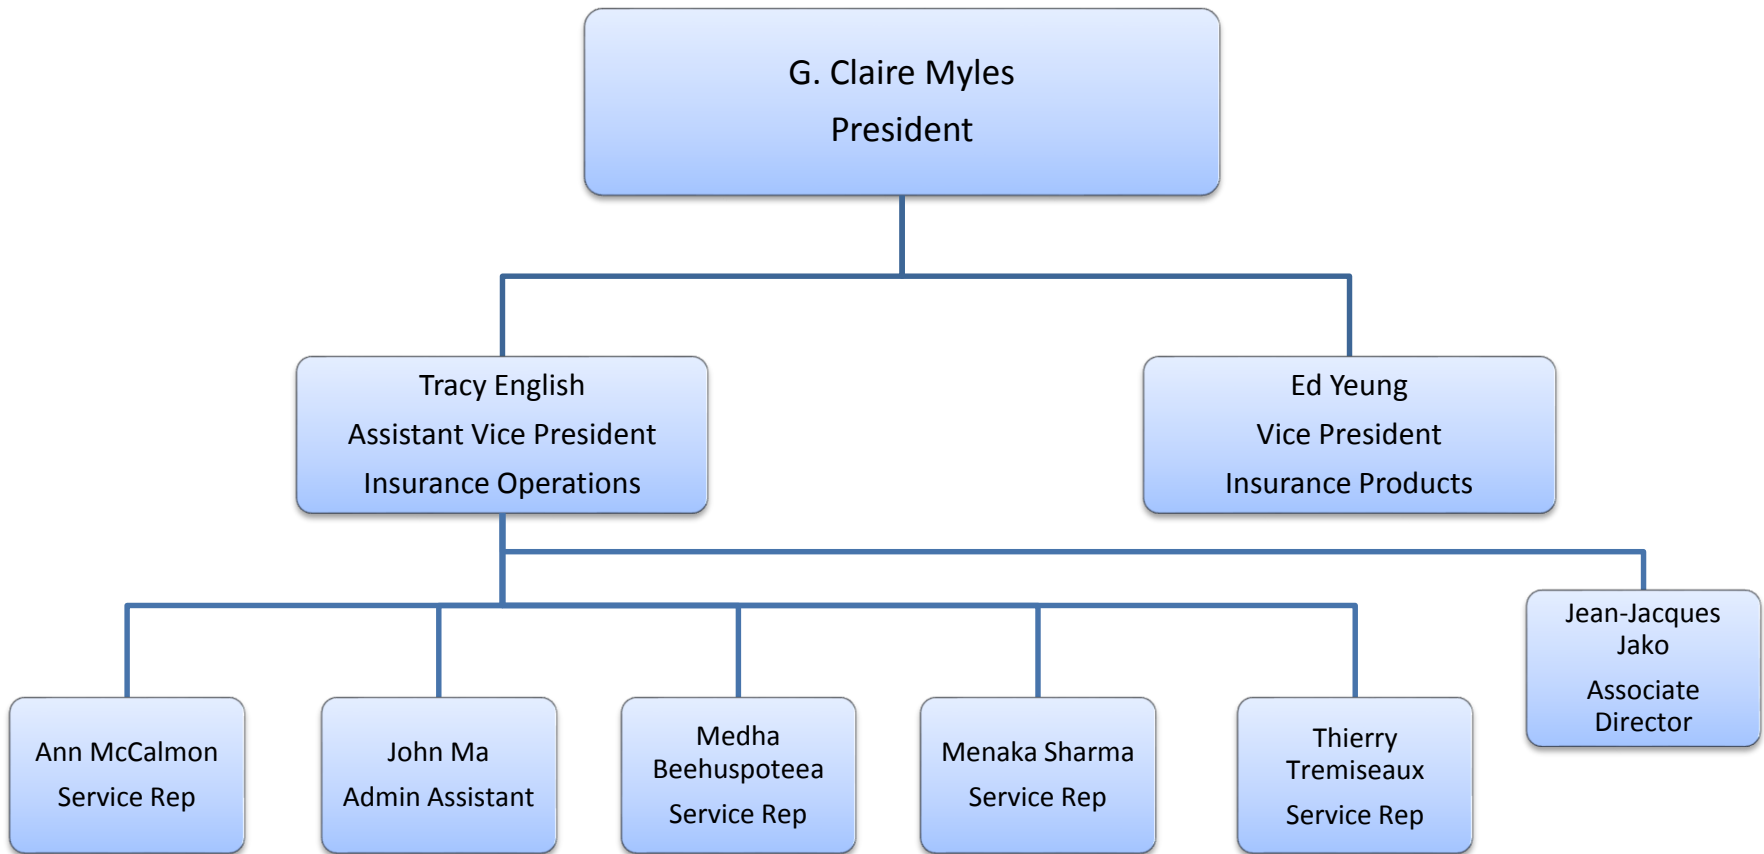 G. Claire Myles
President
Tracy English
Assistant Vice President
Insurance Operations
Ed Yeung
Vice President
Insurance Products
Jean-Jacques
Jako
Associate
Director
Ann McCalmon
Service Rep
John Ma
Admin Assistant
Medha
Beehuspoteea
Service Rep
Menaka Sharma
Service Rep
Thierry
Tremiseaux
Service Rep